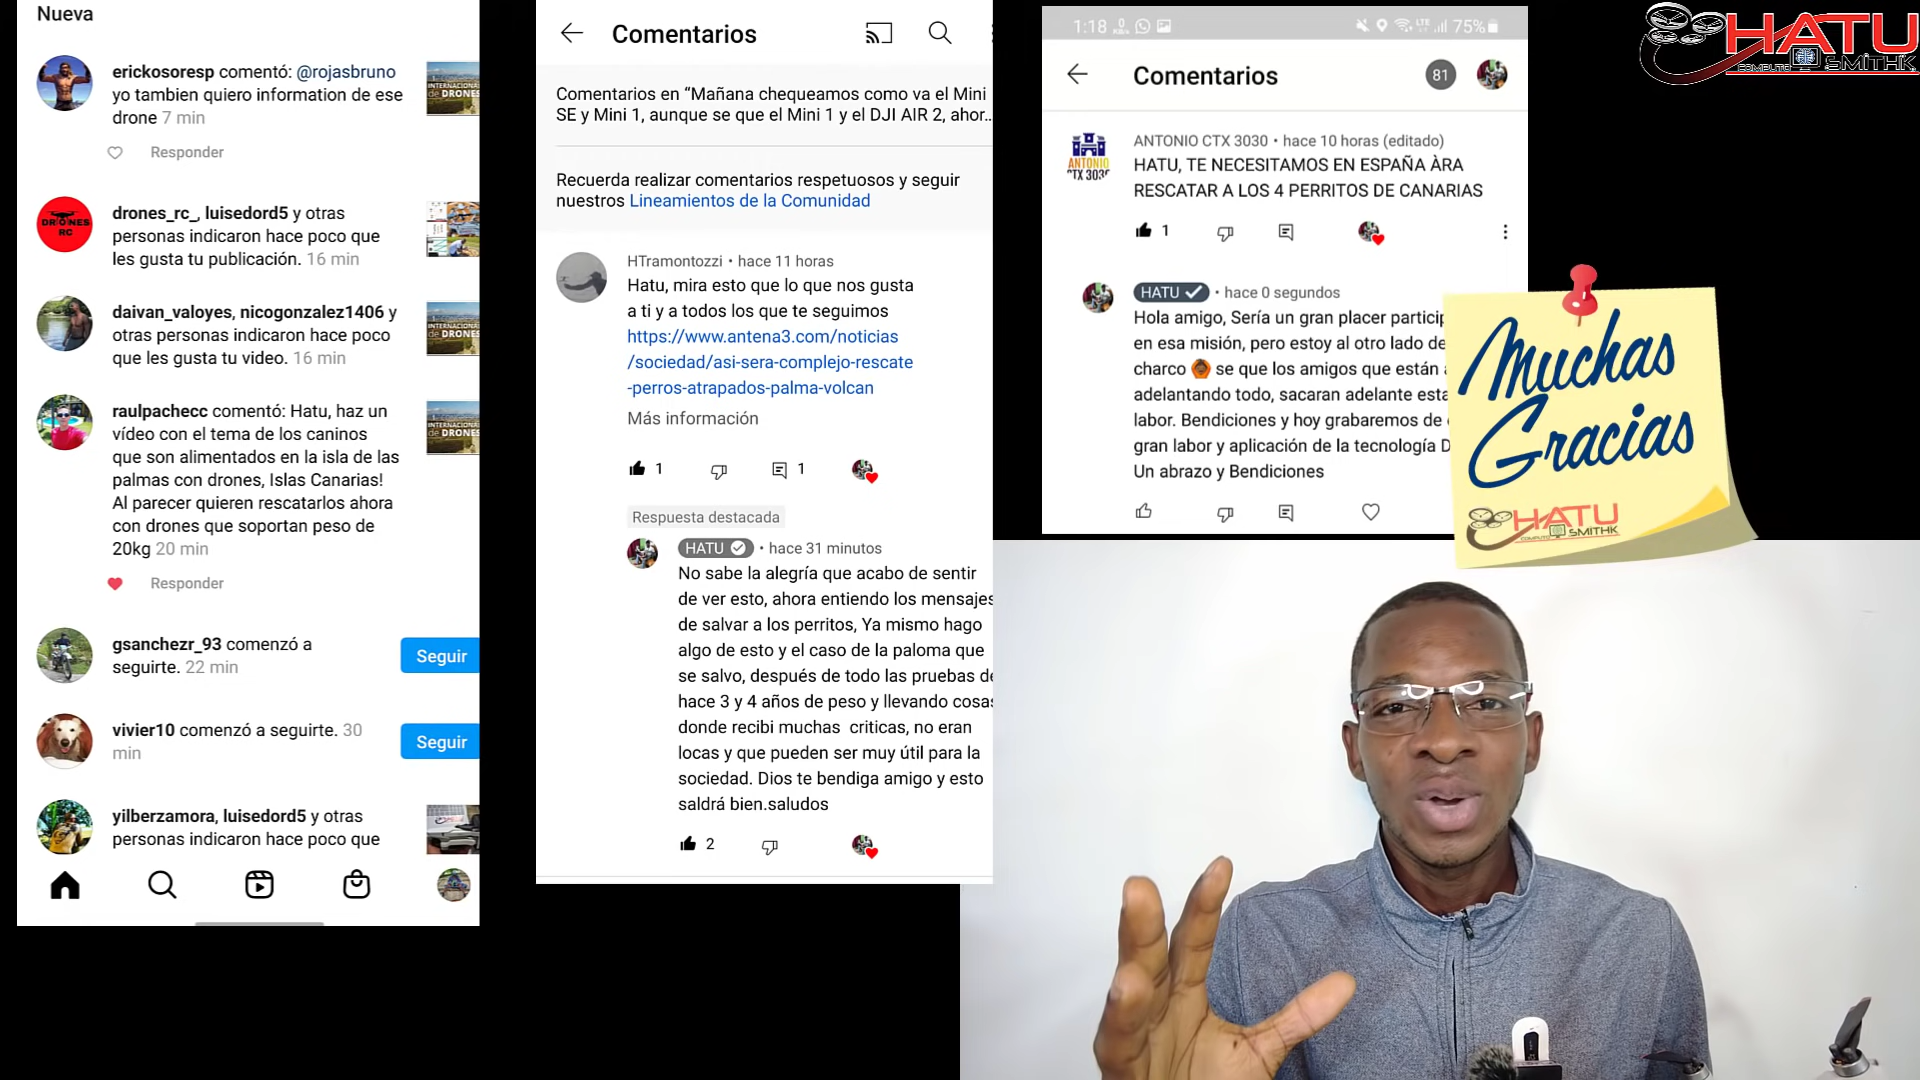 Nueva
erickosoresp comentó: @rojasbruno
yo tambien quiero information de ese
drone 7 min
Responder
drones_rc_, luisedord5 y otras
personas indicaron hace poco que
les gusta tu publicación. 16 min
daivan_valoyes, nicogonzalez1406 y
otras personas indicaron hace poco
que les gusta tu video. 16 min
raulpachecc comentó: Hatu, haz un
vídeo con el tema de los caninos
que son alimentados en la isla de las
palmas con drones, Islas Canarias!
Al parecer quieren rescatarlos ahora
con drones que soportan peso de
20kg 20 min
Responder
gsanchezr_93 comenzó a
seguirte. 22 min
Seguir
vivier10 comenzó a seguirte. 30
min
Seguir
yilberzamora, luisedord5 y otras
personas indicaron hace poco que
DRONES
RC
INTERNACIONAL
de DRONES
INTERNACIONAL
de DRONES
INTERNACIONAL
de DRONES
Comentarios
Comentarios en “Mañana chequeamos como va el Mini
SE y Mini 1, aunque se que el Mini 1 y el DJI AIR 2, ahor...
Recuerda realizar comentarios respetuosos y seguir
nuestros Lineamientos de la Comunidad
HTramontozzi • hace 11 horas
Hatu, mira esto que lo que nos gusta
a ti y a todos los que te seguimos
https://www.antena3.com/noticias
/sociedad/asi-sera-complejo-rescate
-perros-atrapados-palma-volcan
Más información
1
1
Respuesta destacada
HATU • hace 31 minutos
No sabe la alegría que acabo de sentir
de ver esto, ahora entiendo los mensajes
de salvar a los perritos, Ya mismo hago
algo de esto y el caso de la paloma que
se salvo, después de todo las pruebas de
hace 3 y 4 años de peso y llevando cosas
donde recibi muchas criticas, no eran
locas y que pueden ser muy útil para la
sociedad. Dios te bendiga amigo y esto
saldrá bien.saludos
2
1:18
LTE
75%
Comentarios
81
ANTONIO CTX 3030 • hace 10 horas (editado)
HATU, TE NECESITAMOS EN ESPAÑA ÀRA
RESCATAR A LOS 4 PERRITOS DE CANARIAS
ANTONIO
CTX 3030
1
HATU • hace 0 segundos
Hola amigo, Sería un gran placer particip
en esa misión, pero estoy al otro lado de
charco se que los amigos que están a
adelantando todo, sacaran adelante esta
labor. Bendiciones y hoy grabaremos de
gran labor y aplicación de la tecnología D
Un abrazo y Bendiciones
Muchas
Gracias
HATU
COMPUTO SMITHK
HATU
COMPUTO SMITHK